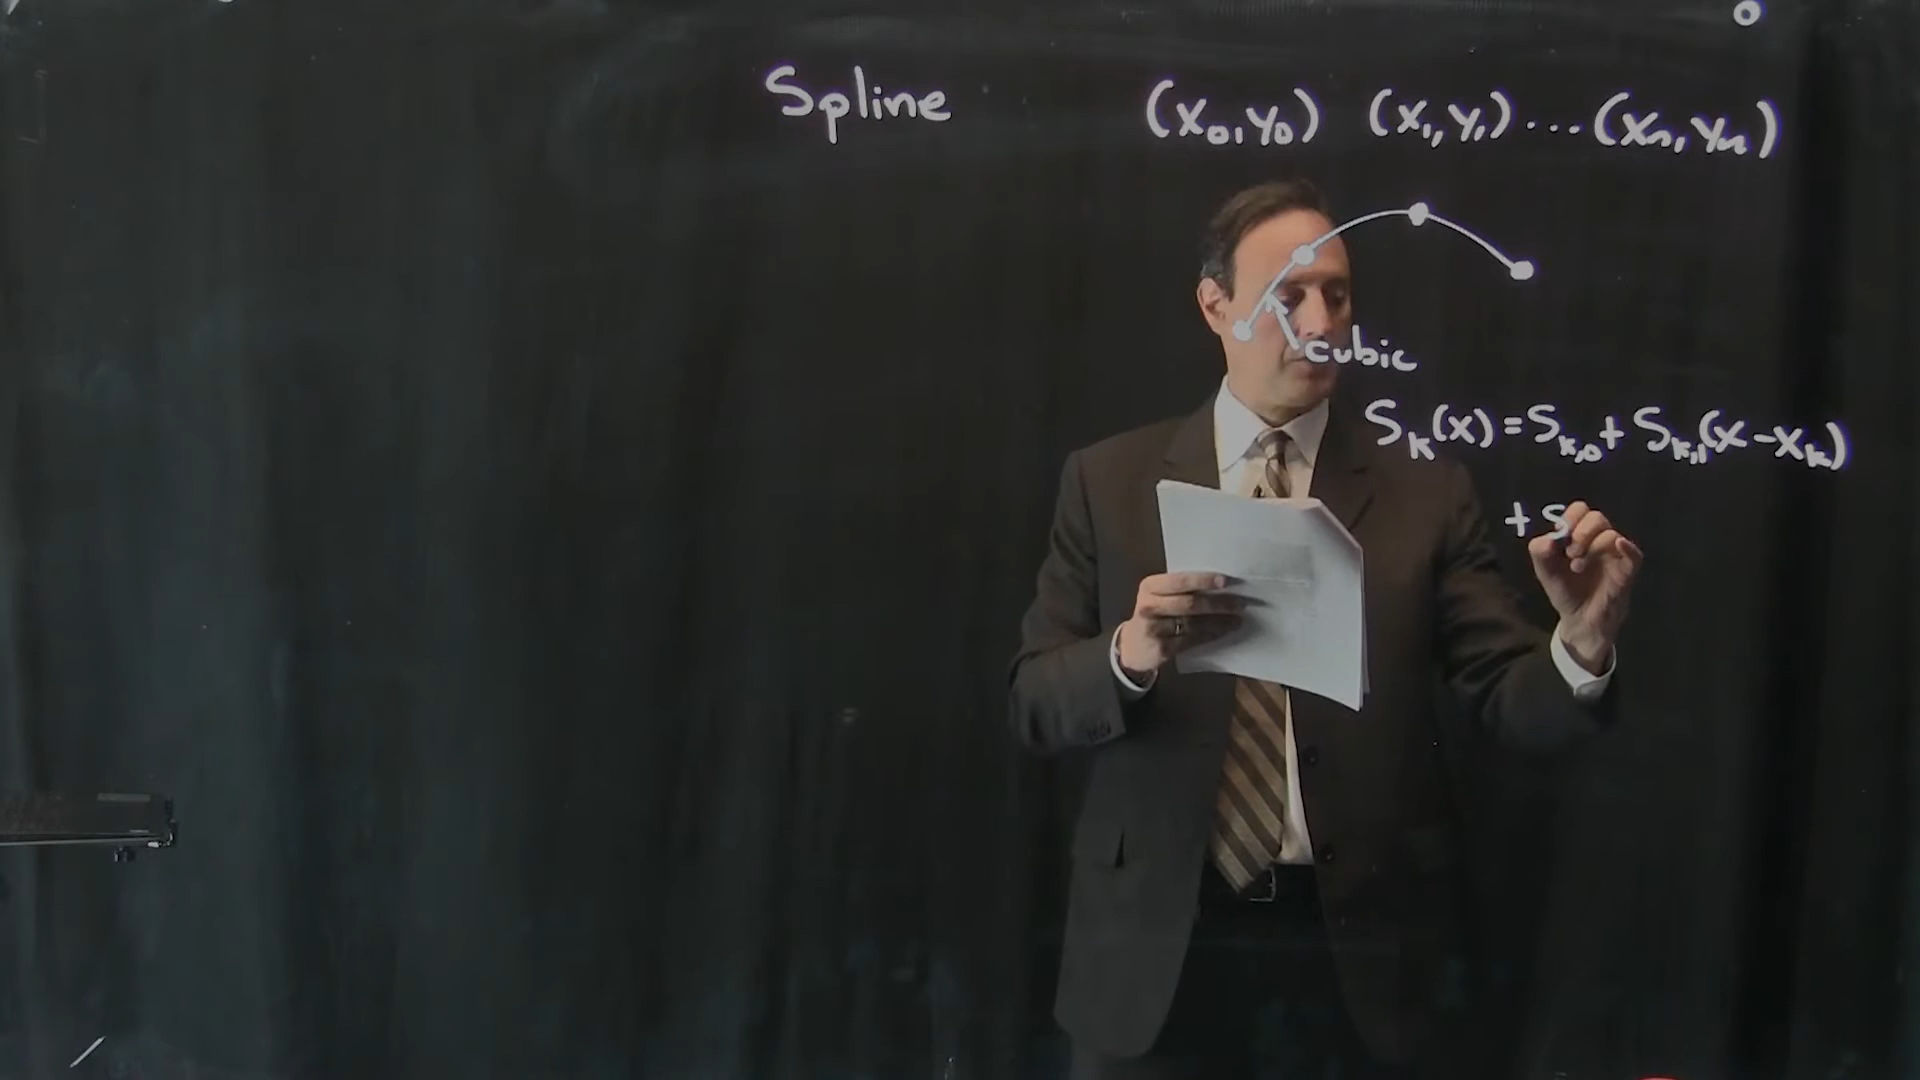 Spline (x₀,y₀) (x₁,y₁)...(xₙ,yₙ)
cubic
Sₖ(x)=Sₖ,₀+Sₖ,₁(x-xₖ)
+S